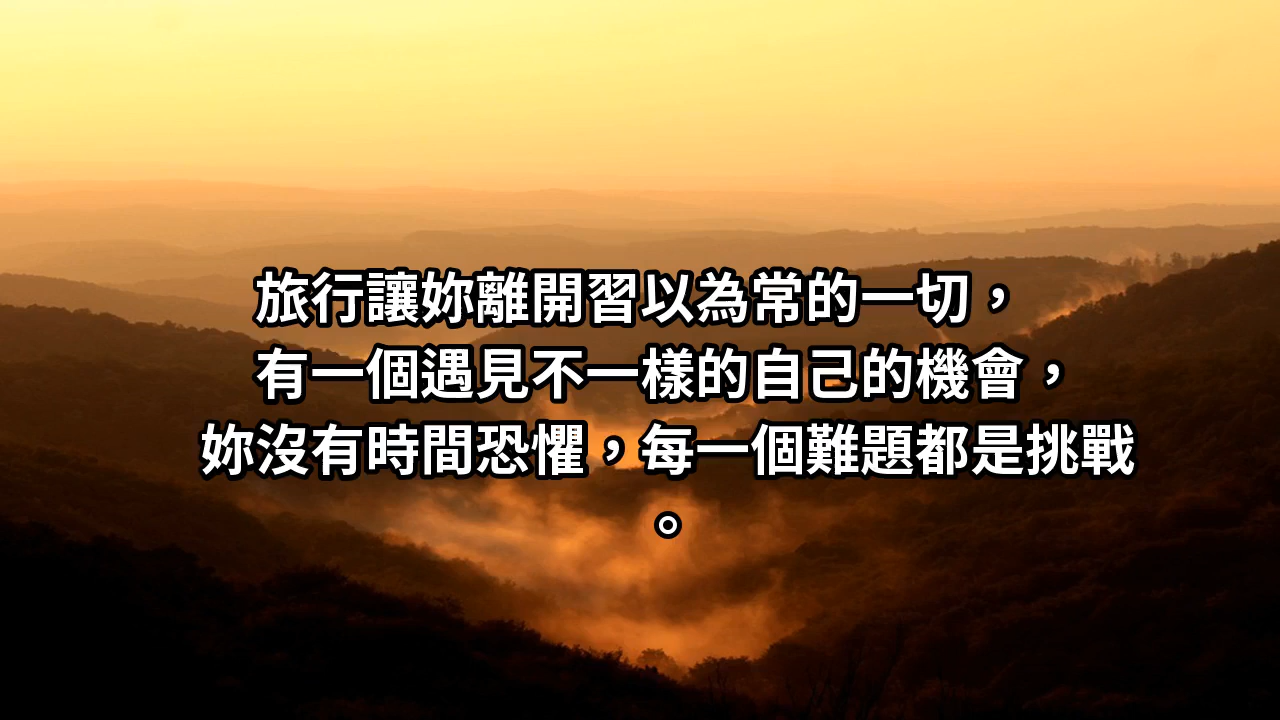 旅行讓妳離開習以為常的一切，
有一個遇見不一樣的自己的機會，
妳沒有時間恐懼，每一個難題都是挑戰
。